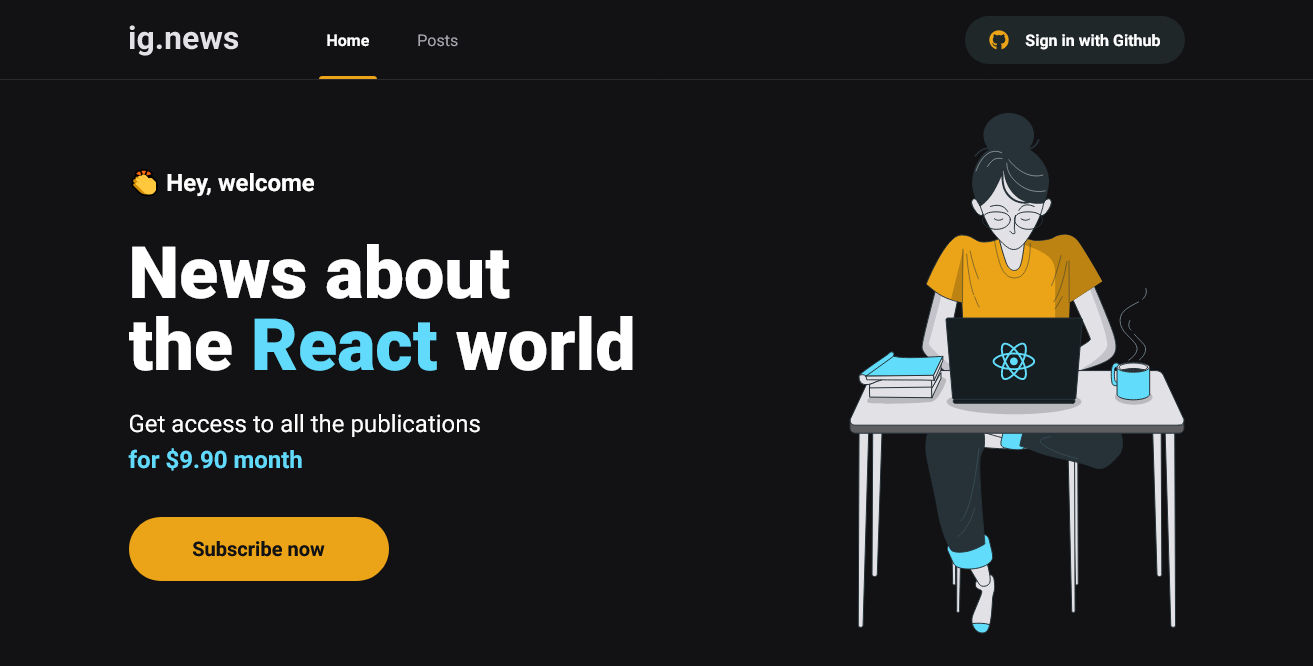 ig.news
Home
Posts
Sign in with Github
👏 Hey, welcome
News about
the React world
Get access to all the publications
for $9.90 month
Subscribe now